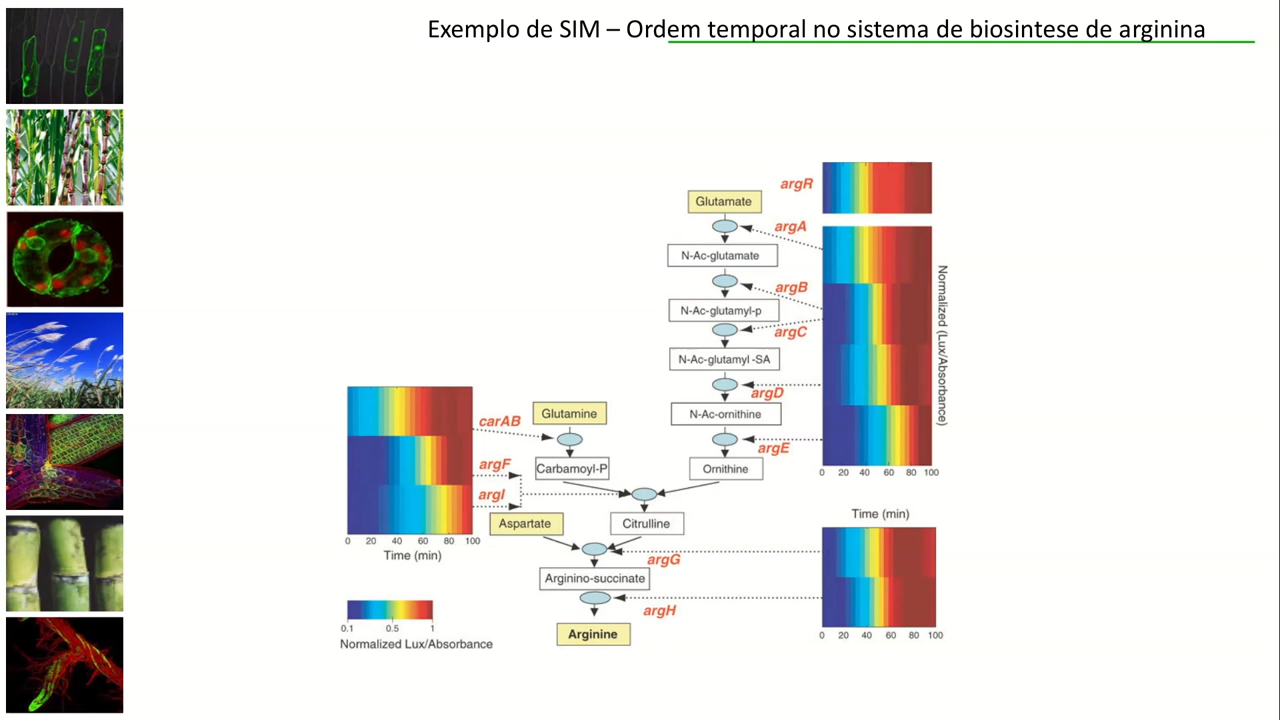 Exemplo de SIM – Ordem temporal no sistema de biosintese de arginina
argR
Glutamate
argA
N-Ac-glutamate
argB
N-Ac-glutamyl-p
argC
N-Ac-glutamyl -SA
argD
N-Ac-ornithine
argE
Ornithine
Normalized (Lux/Absorbance)
0 20 40 60 80 100
Time (min)
carAB
Glutamine
argF
Carbamoyl-P
argI
Aspartate
Citrulline
0 20 40 60 80 100
Time (min)
argG
Arginino-succinate
argH
Arginine
0 20 40 60 80 100
0.1 0.5 1
Normalized Lux/Absorbance